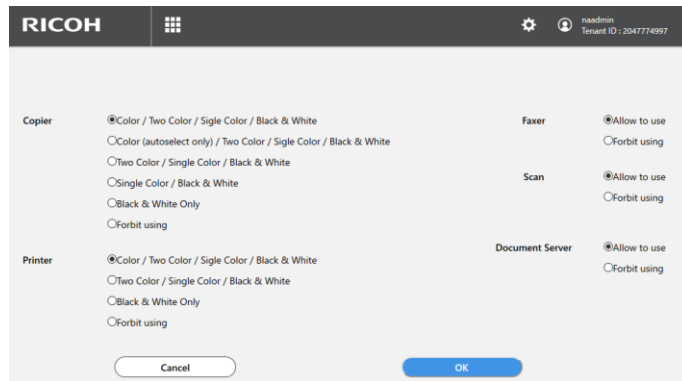 RICOH
naadmin
Tenant ID : 2047774997
Copier
Color / Two Color / Sigle Color / Black & White
Color (autoselect only) / Two Color / Sigle Color / Black & White
Two Color / Single Color / Black & White
Single Color / Black & White
Black & White Only
Forbit using
Printer
Color / Two Color / Sigle Color / Black & White
Two Color / Single Color / Black & White
Black & White Only
Forbit using
Faxer
Allow to use
Forbit using
Scan
Allow to use
Forbit using
Document Server
Allow to use
Forbit using
Cancel
OK